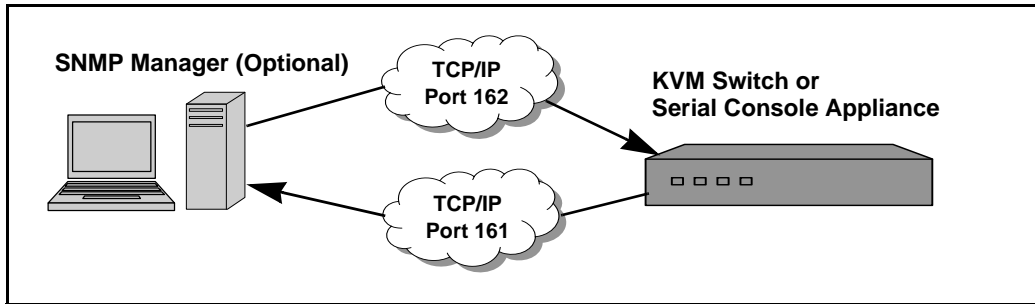 SNMP Manager (Optional)
TCP/IP
Port 162
KVM Switch or
Serial Console Appliance
TCP/IP
Port 161